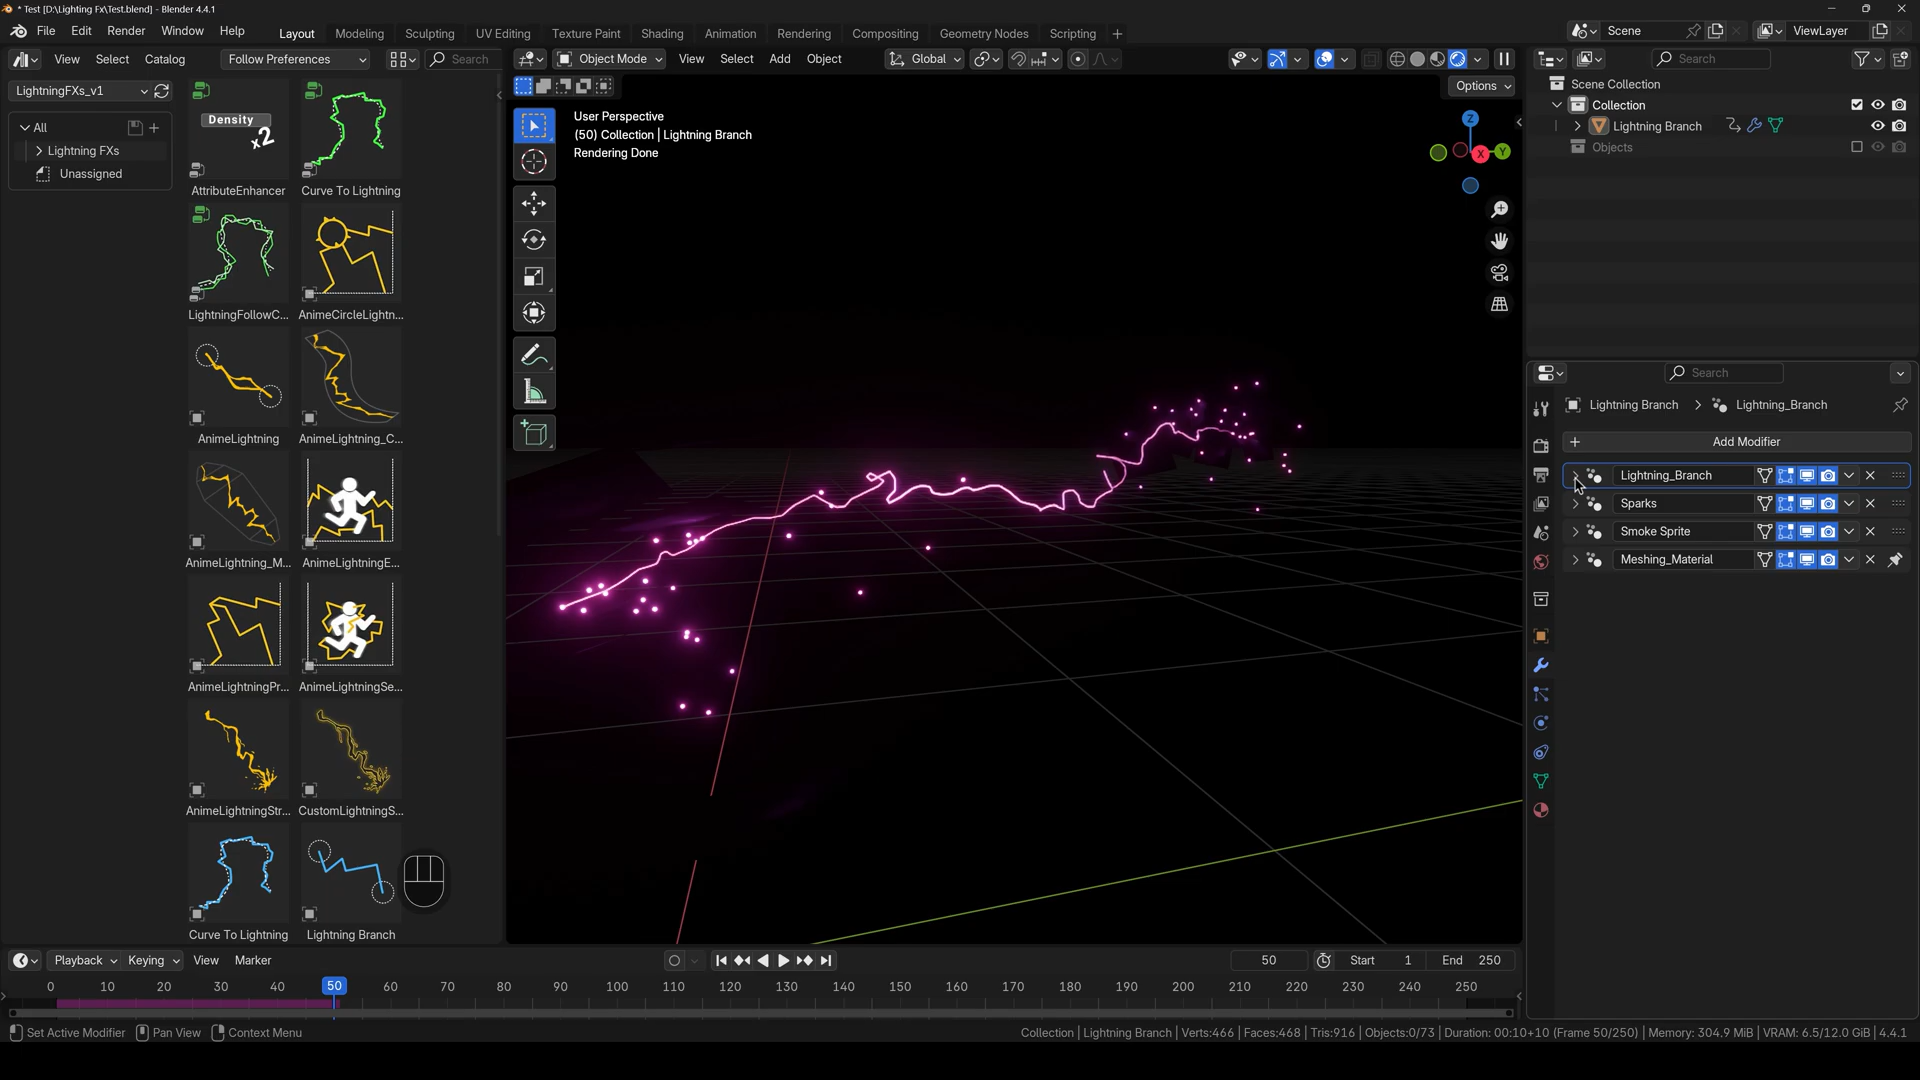 * Test [D:\Lighting Fx\Test.blend] - Blender 4.4.1
File Edit Render Window Help Layout Modeling Sculpting UV Editing Texture Paint Shading Animation Rendering Compositing Geometry Nodes Scripting Scene ViewLayer
View Select Catalog Follow Preferences Search Object Mode View Select Add Object Global Search
LightningFXs_v1 Options
Scene Collection
Collection
Lightning Branch
Objects
All
Lightning FXs
Unassigned
Density
x2
AttributeEnhancer Curve To Lightning
LightningFollowC... AnimeCircleLightn...
AnimeLightning AnimeLightning_C...
AnimeLightning_M... AnimeLightningE...
AnimeLightningPr... AnimeLightningSe...
AnimeLightningStr... CustomLightningS...
Curve To Lightning Lightning Branch
User Perspective
(50) Collection | Lightning Branch
Rendering Done
Z
X
Y
Search
Lightning Branch Lightning_Branch
Add Modifier
Lightning_Branch
Sparks
Smoke Sprite
Meshing_Material
Playback Keying View Marker 50 Start 1 End 250
0 10 20 30 40 50 60 70 80 90 100 110 120 130 140 150 160 170 180 190 200 210 220 230 240 250
Set Active Modifier Pan View Context Menu Collection | Lightning Branch | Verts:466 | Faces:468 | Tris:916 | Objects:0/73 | Duration: 00:10+10 (Frame 50/250) | Memory: 304.9 MiB | VRAM: 6.5/12.0 GiB | 4.4.1